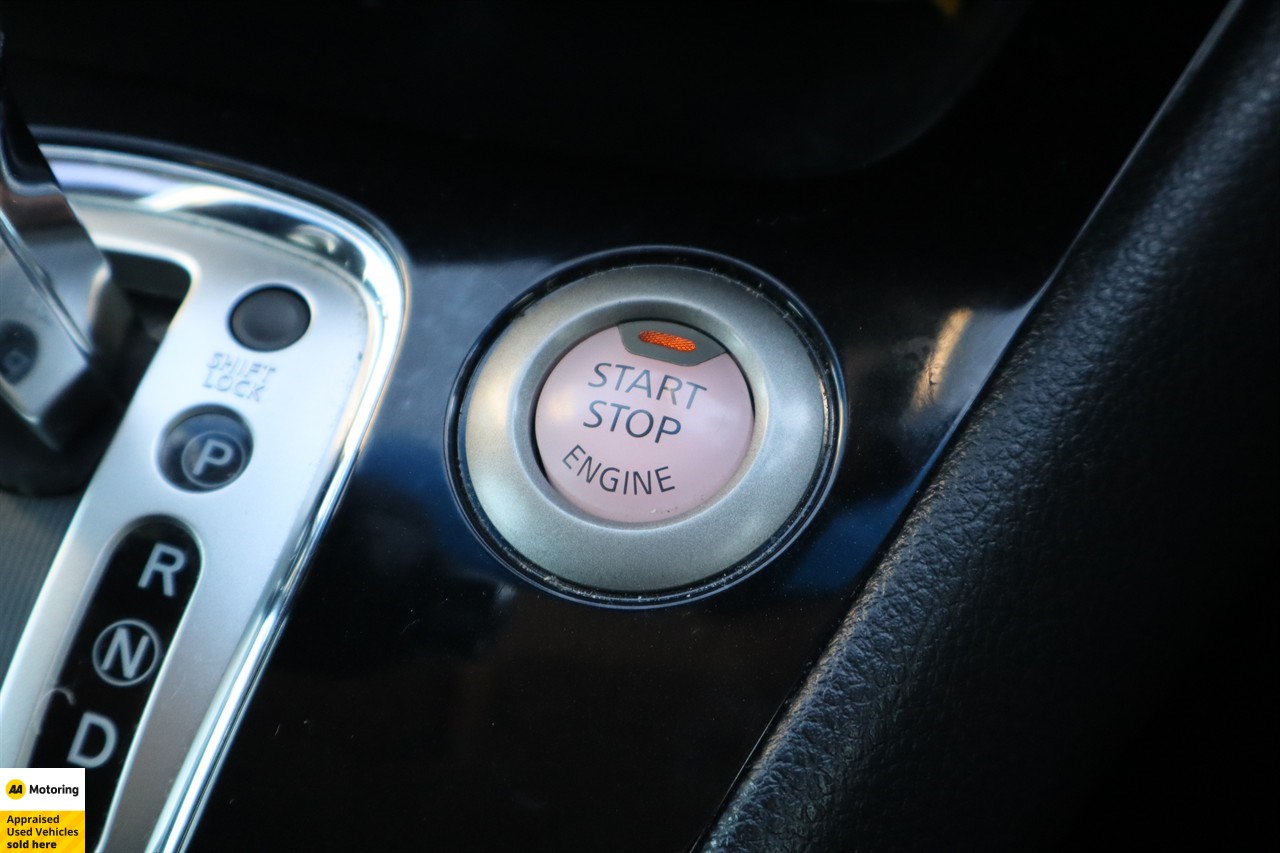 SHIFT
LOCK
P
R
N
D
START
STOP
ENGINE
AA Motoring
Appraised
Used Vehicles
sold here